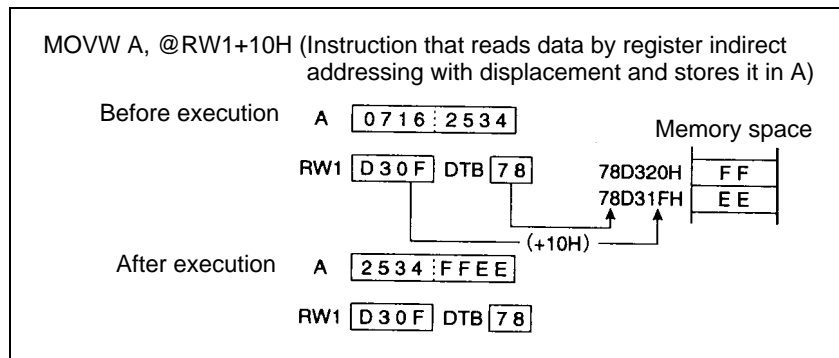 MOVW A, @RW1+10H (Instruction that reads data by register indirect
addressing with displacement and stores it in A)
Before execution A 0716 2534
Memory space
RW1 D30F DTB 78 78D320H FF
78D31FH EE
(+10H)
After execution A 2534 FFEE
RW1 D30F DTB 78